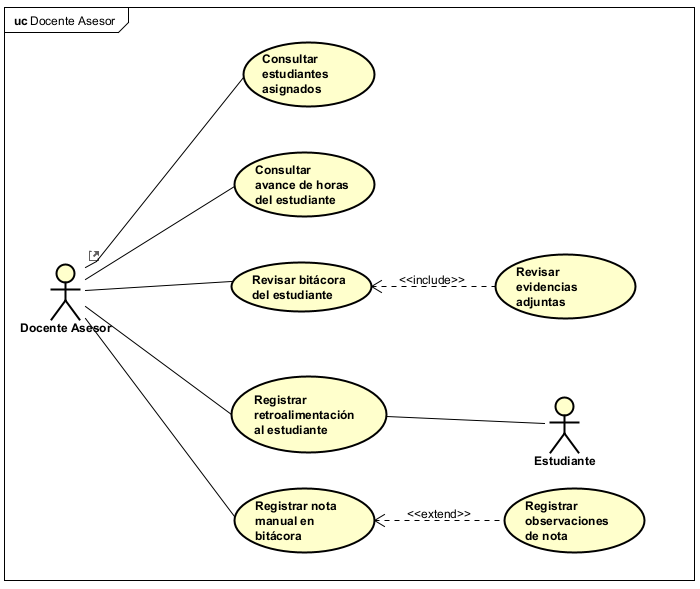 uc Docente Asesor
Consultar
estudiantes
asignados
Consultar
avance de horas
del estudiante
Revisar bitácora
del estudiante
<<include>>
Revisar
evidencias
adjuntas
Docente Asesor
Registrar
retroalimentación
al estudiante
Estudiante
Registrar nota
manual en
bitácora
<<extend>>
Registrar
observaciones
de nota